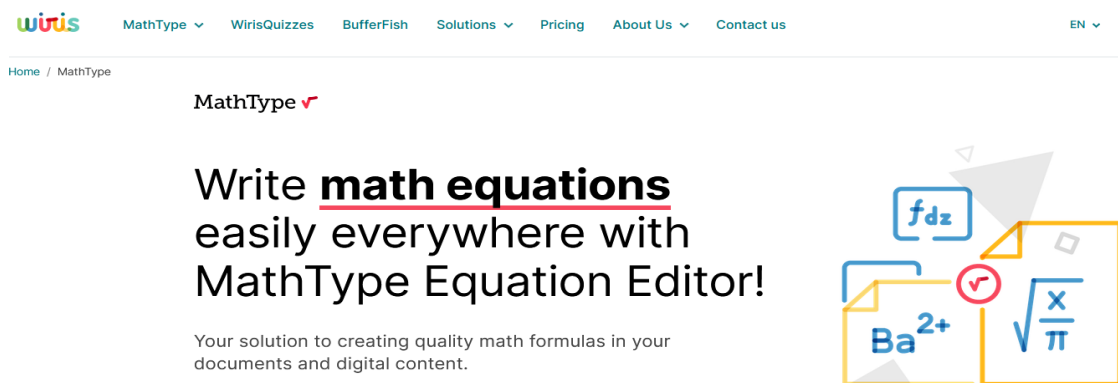 wiris MathType WirisQuizzes BufferFish Solutions Pricing About Us Contact us EN
Home / MathType
MathType
Write math equations
easily everywhere with
MathType Equation Editor!
Your solution to creating quality math formulas in your
documents and digital content.
∫dz
Ba2+
√x/π